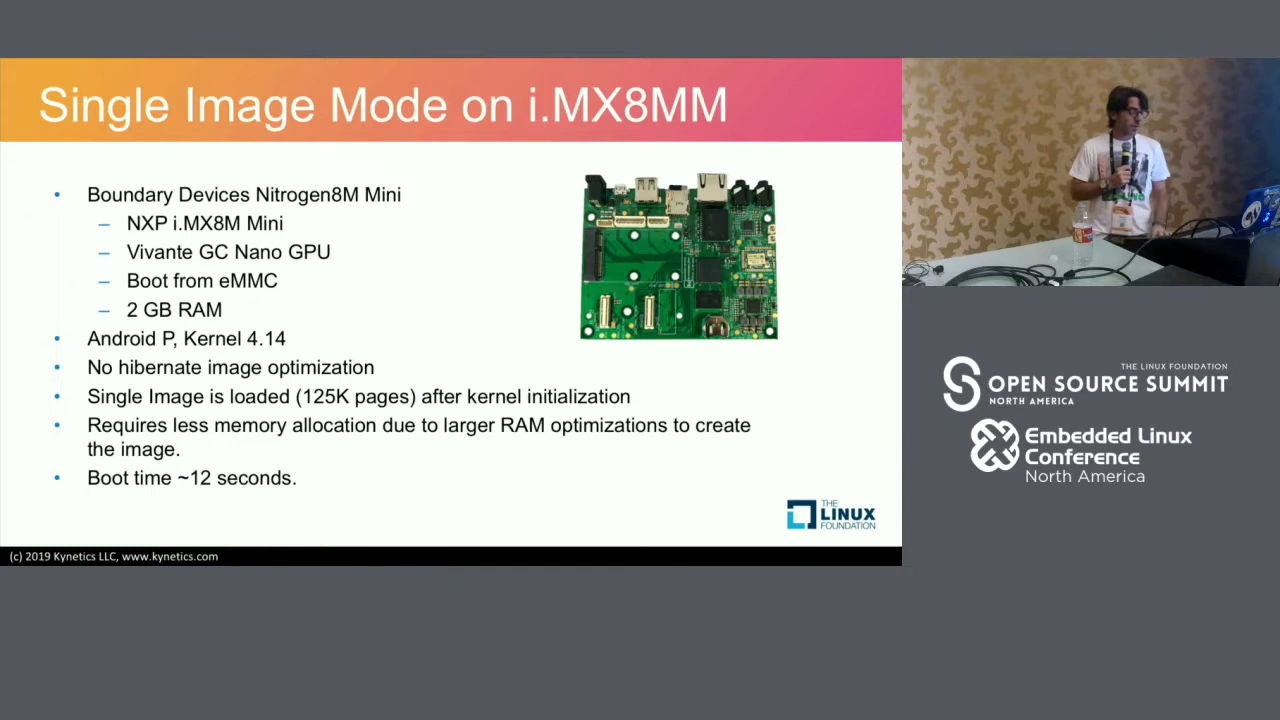 Single Image Mode on i.MX8MM
• Boundary Devices Nitrogen8M Mini
– NXP i.MX8M Mini
– Vivante GC Nano GPU
– Boot from eMMC
– 2 GB RAM
• Android P, Kernel 4.14
• No hibernate image optimization
• Single Image is loaded (125K pages) after kernel initialization
• Requires less memory allocation due to larger RAM optimizations to create
the image.
• Boot time ~12 seconds.
THE
LINUX
FOUNDATION
(c) 2019 Kynetics LLC, www.kynetics.com
THE LINUX FOUNDATION
OPEN SOURCE SUMMIT
NORTH AMERICA
Embedded Linux
Conference
North America